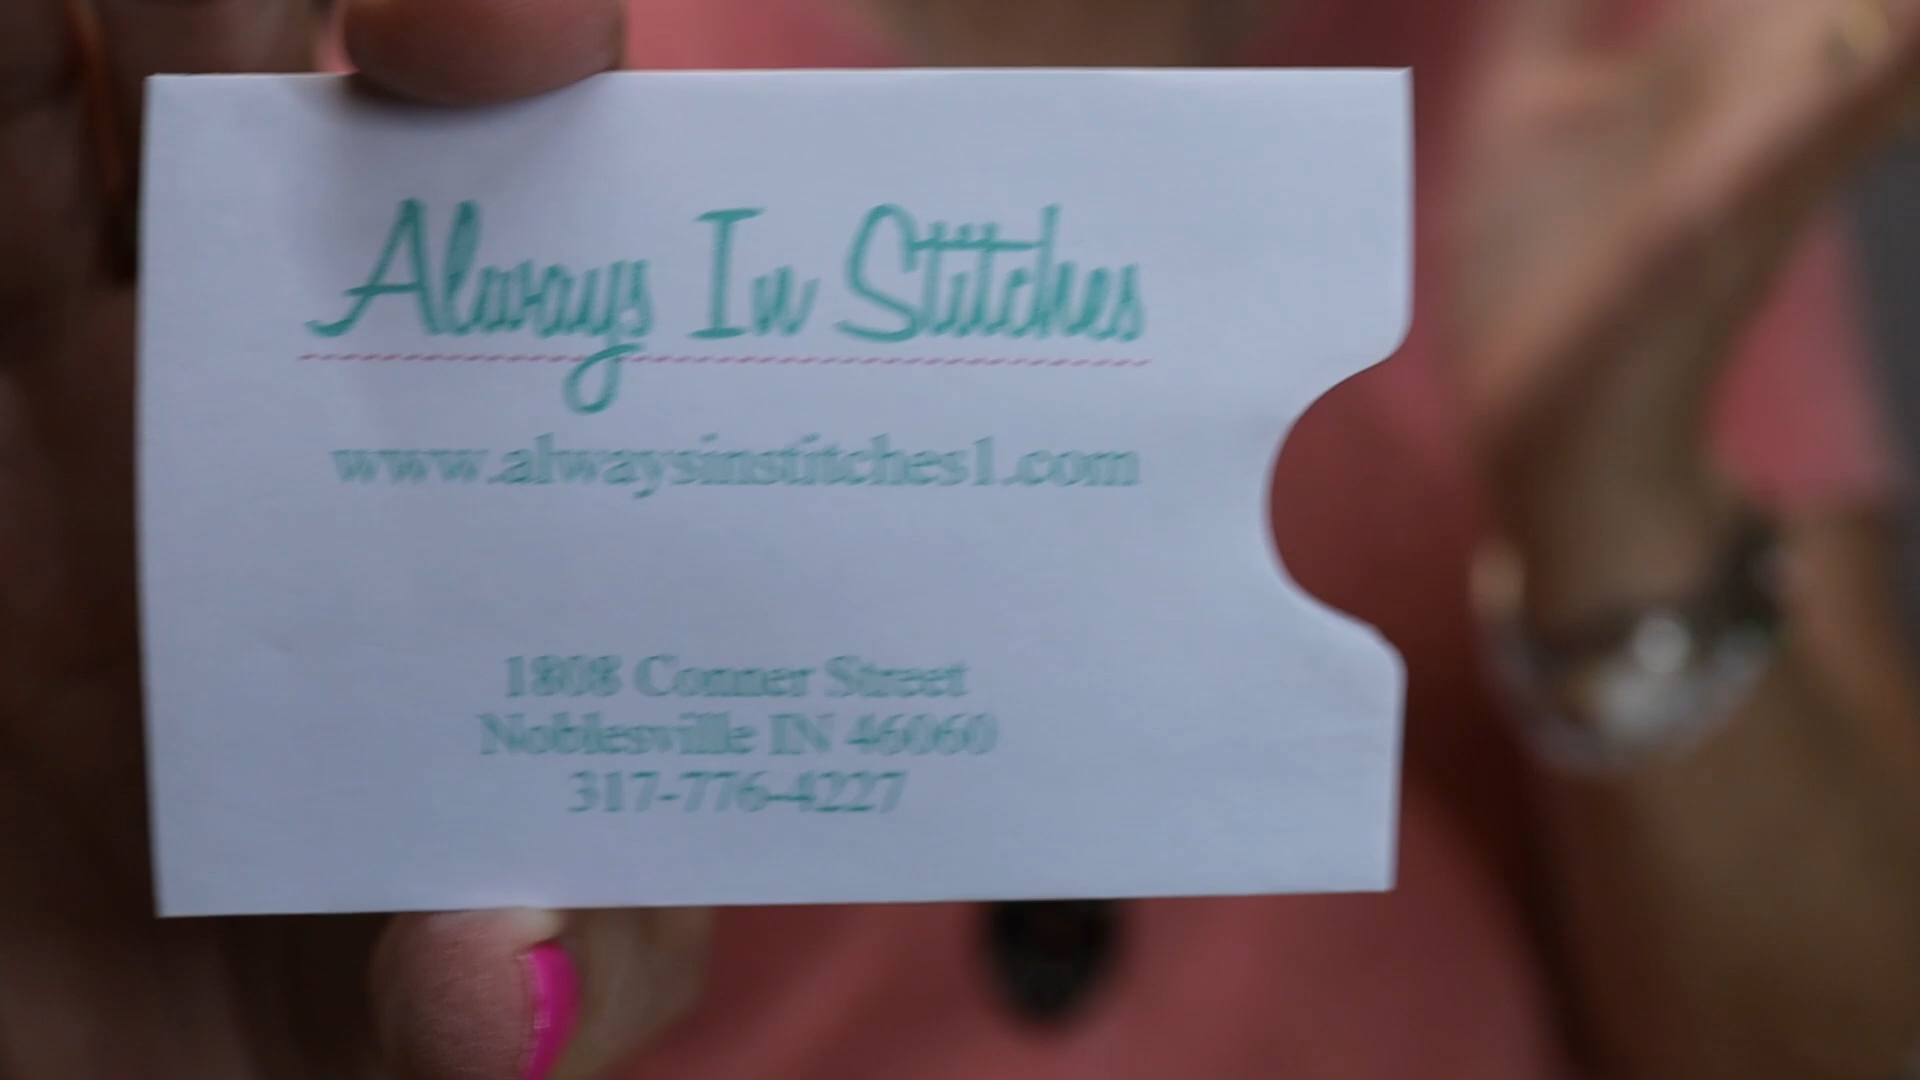 Always In Stitches
www.alwaysinstitches1.com
1808 Conner Street
Noblesville IN 46060
317-776-4227